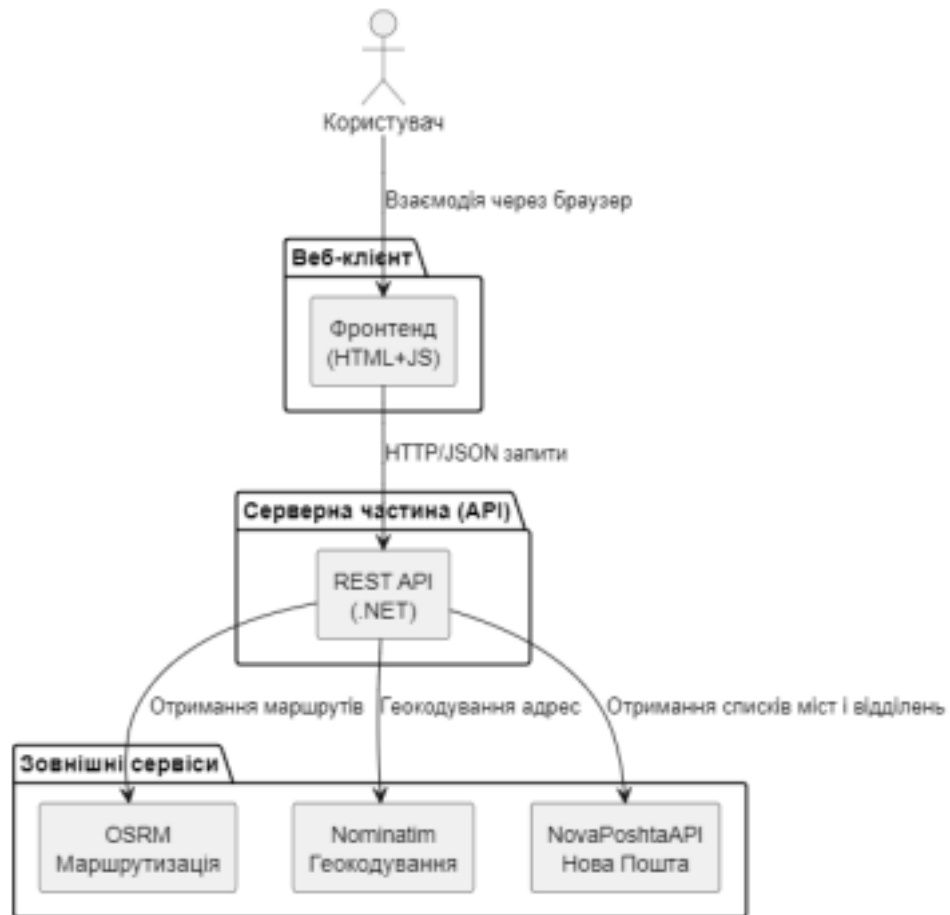 Користувач
Взаємодія через браузер
Веб-клієнт
Фронтенд
(HTML+JS)
HTTP/JSON запити
Серверна частина (API)
REST API
(.NET)
Отримання маршрутів
Геокодування адрес
Отримання списків міст і відділень
Зовнішні сервіси
OSRM
Маршрутизація
Nominatim
Геокодування
NovaPoshtaAPI
Нова Пошта